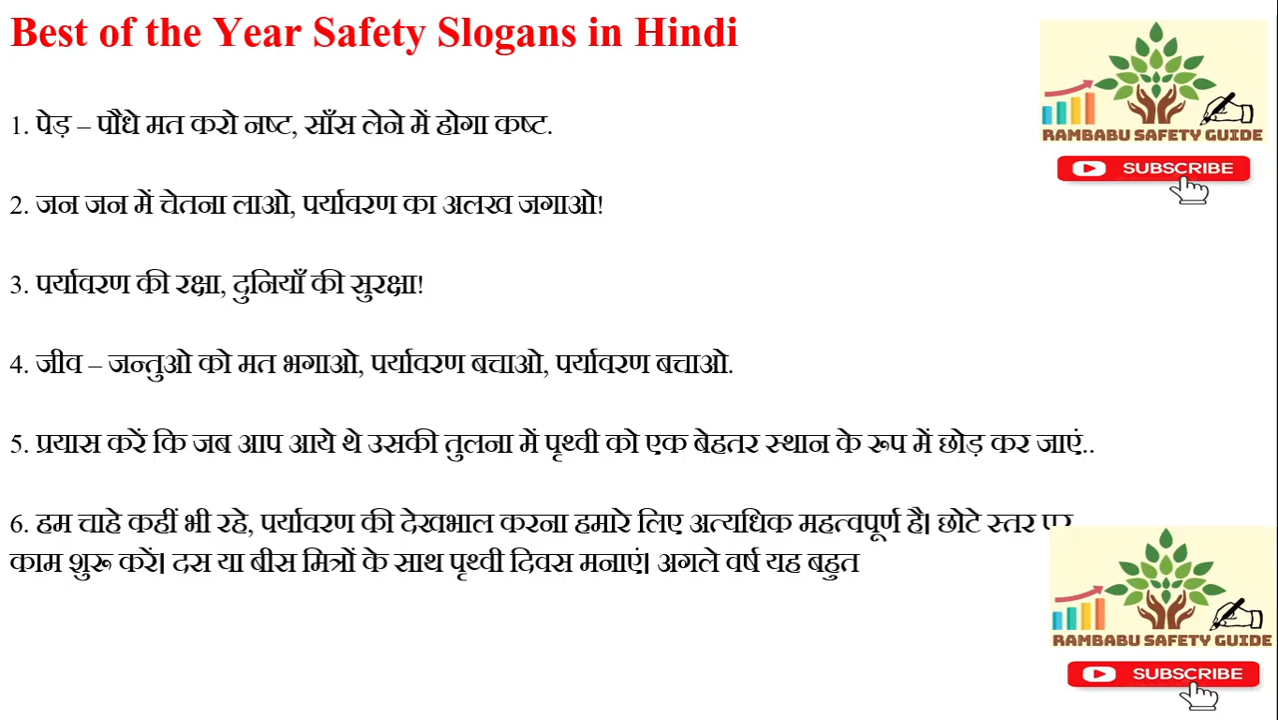 Best of the Year Safety Slogans in Hindi
RAMBABU SAFETY GUIDE
SUBSCRIBE
1. पेड़ – पौधे मत करो नष्ट, साँस लेने में होगा कष्ट.
2. जन जन में चेतना लाओ, पर्यावरण का अलख जगाओ!
3. पर्यावरण की रक्षा, दुनियाँ की सुरक्षा!
4. जीव – जन्तुओ को मत भगाओ, पर्यावरण बचाओ, पर्यावरण बचाओ.
5. प्रयास करें कि जब आप आये थे उसकी तुलना में पृथ्वी को एक बेहतर स्थान के रूप में छोड़ कर जाएं..
6. हम चाहे कहीं भी रहे, पर्यावरण की देखभाल करना हमारे लिए अत्यधिक महत्वपूर्ण है। छोटे स्तर पर
काम शुरू करें। दस या बीस मित्रों के साथ पृथ्वी दिवस मनाएं। अगले वर्ष यह बहुत
RAMBABU SAFETY GUIDE
SUBSCRIBE